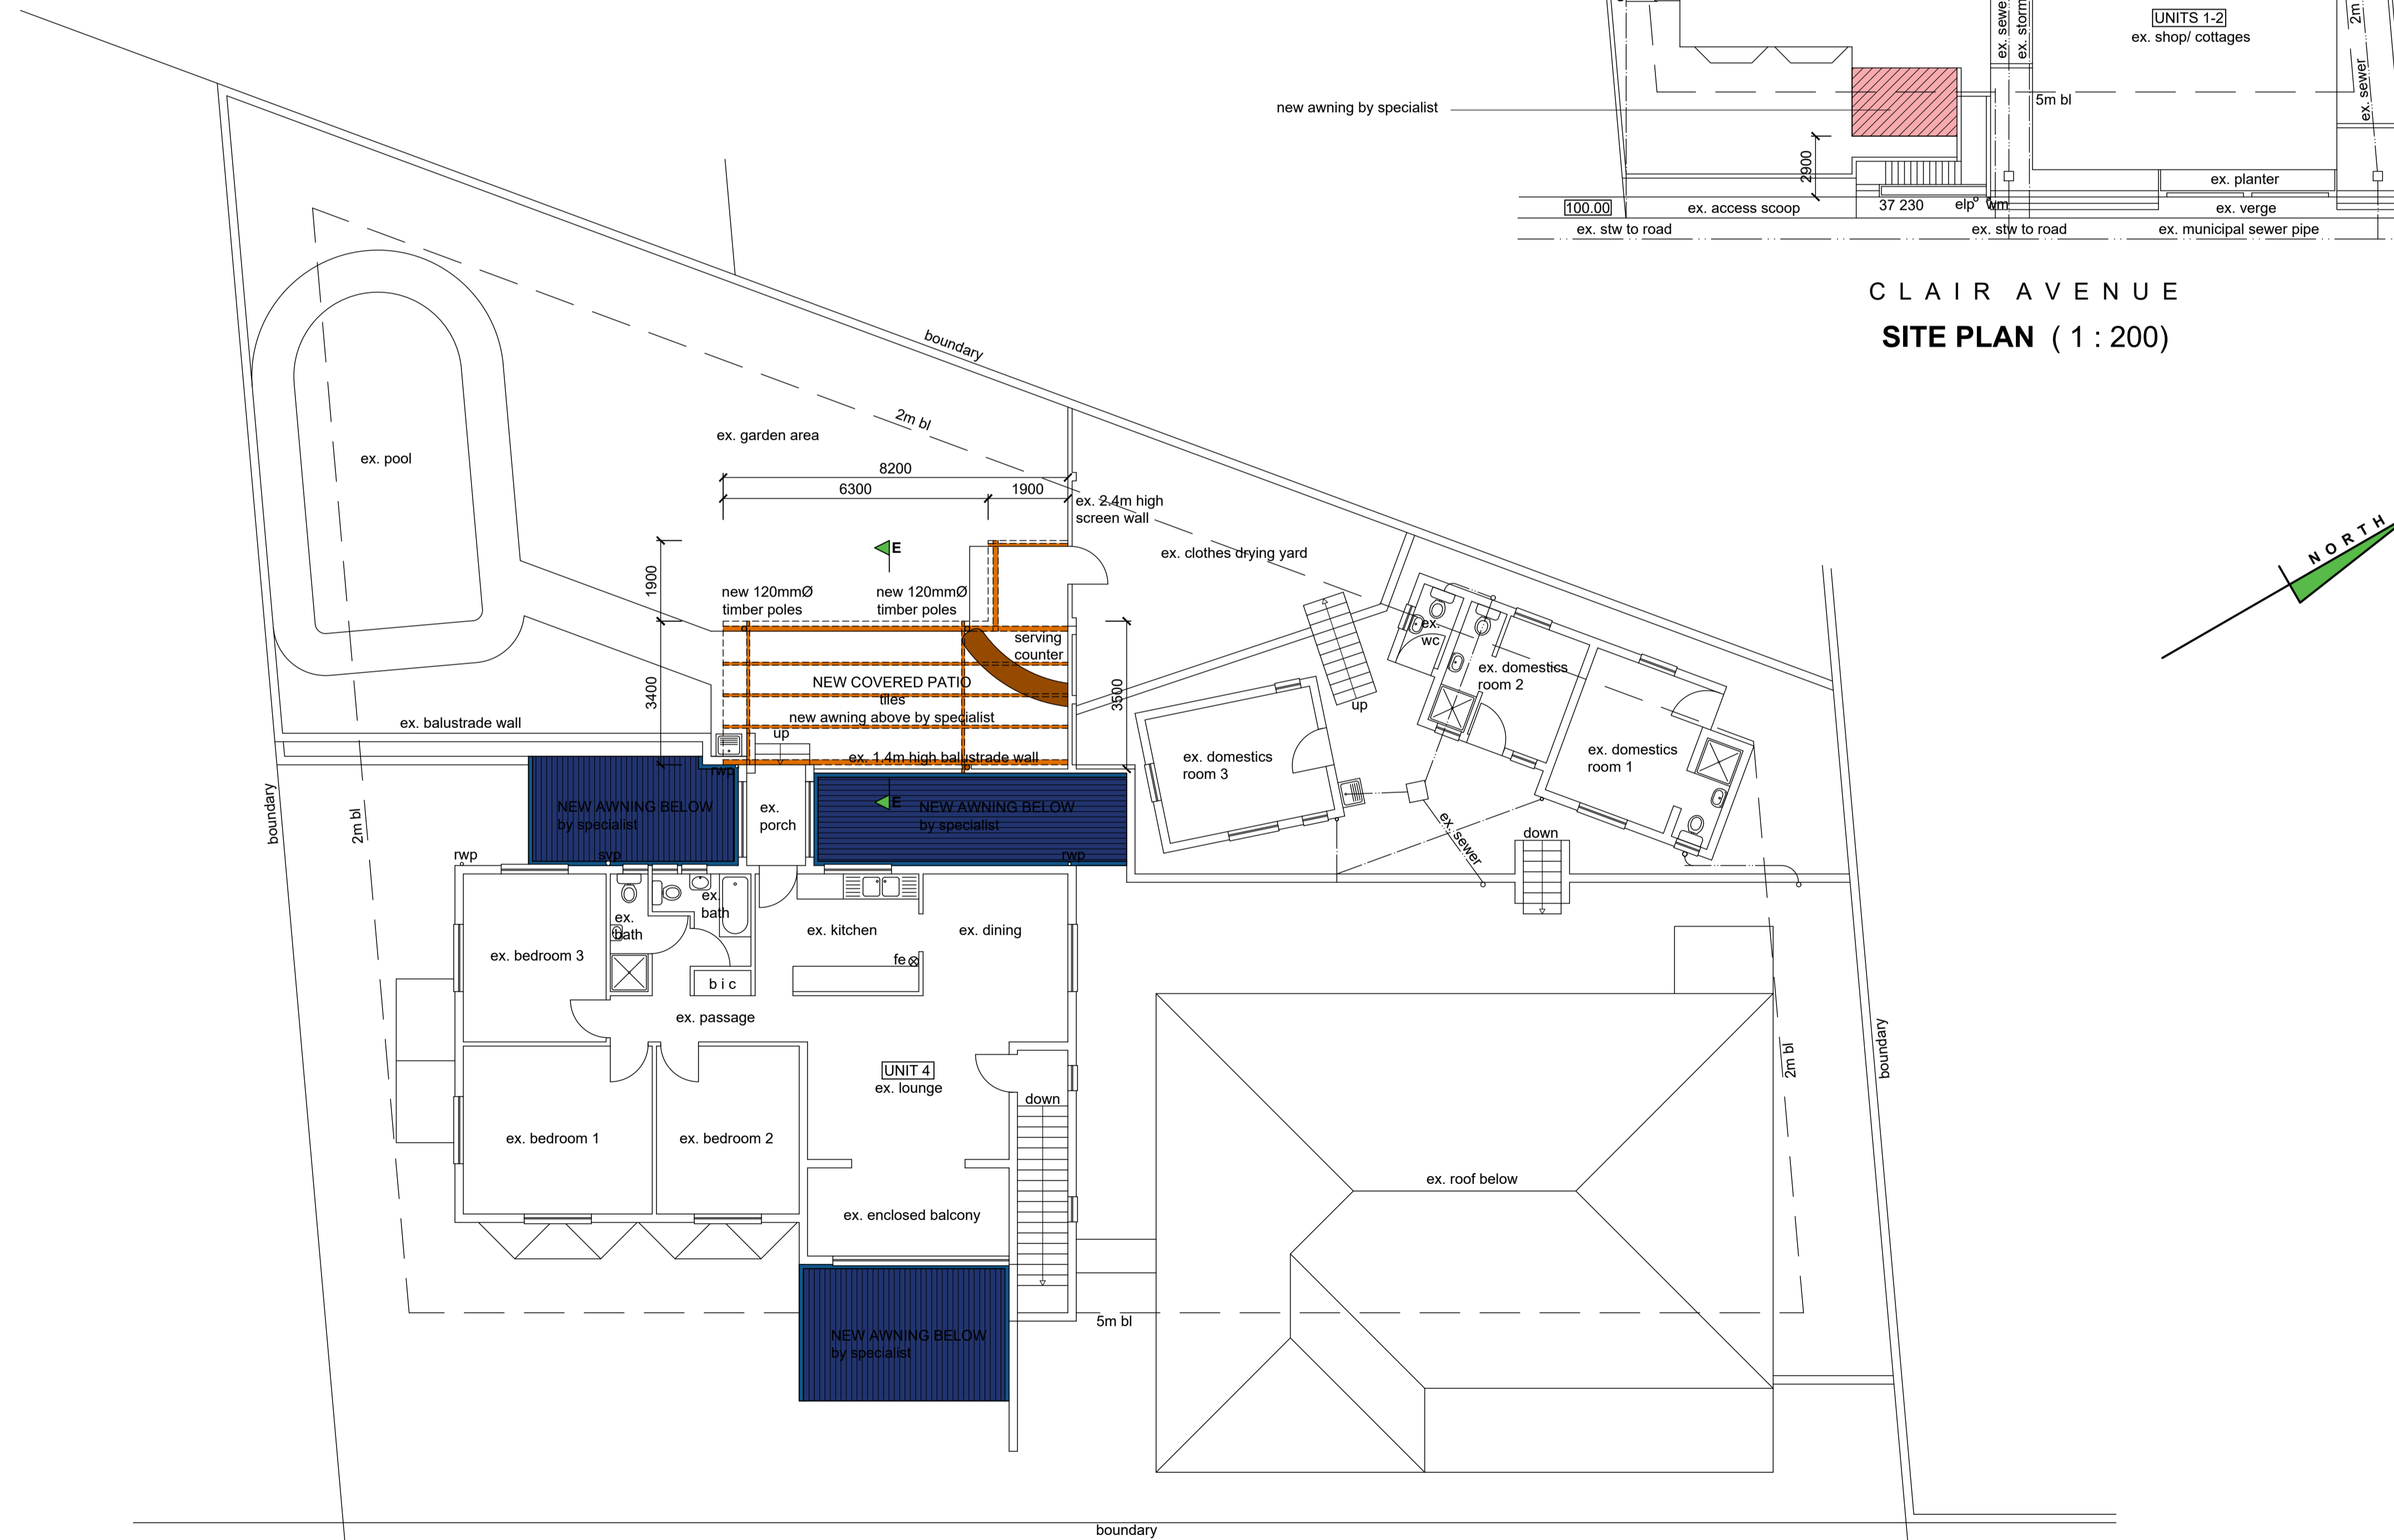 UNITS 1-2
ex. shop/ cottages
ex. sewe
ex. storm
2m
ex. sewer
new awning by specialist
5m bl
2900
ex. planter
100.00
ex. access scoop
37 230
elp
wm
ex. verge
ex. stw to road
ex. stw to road
ex. municipal sewer pipe
CLAIR AVENUE
SITE PLAN ( 1 : 200)
NORTH
boundary
2m bl
ex. garden area
ex. pool
8200
6300
1900
ex. 2.4m high
screen wall
E
ex. clothes drying yard
1900
new 120mmØ
timber poles
new 120mmØ
timber poles
serving
counter
ex.
wc
ex. domestics
room 2
NEW COVERED PATIO
tiles
new awning above by specialist
3400
3500
up
ex. balustrade wall
up
ex. 1.4m high balustrade wall
ex. domestics
room 3
ex. domestics
room 1
rwp
boundary
2m bl
NEW AWNING BELOW
by specialist
ex.
porch
E
NEW AWNING BELOW
by specialist
ex. sewer
down
rwp
svp
rwp
ex.
bath
ex.
bath
ex. kitchen
ex. dining
ex. bedroom 3
fe
b i c
ex. passage
UNIT 4
ex. lounge
down
2m bl
boundary
ex. bedroom 1
ex. bedroom 2
ex. roof below
ex. enclosed balcony
5m bl
NEW AWNING BELOW
by specialist
boundary